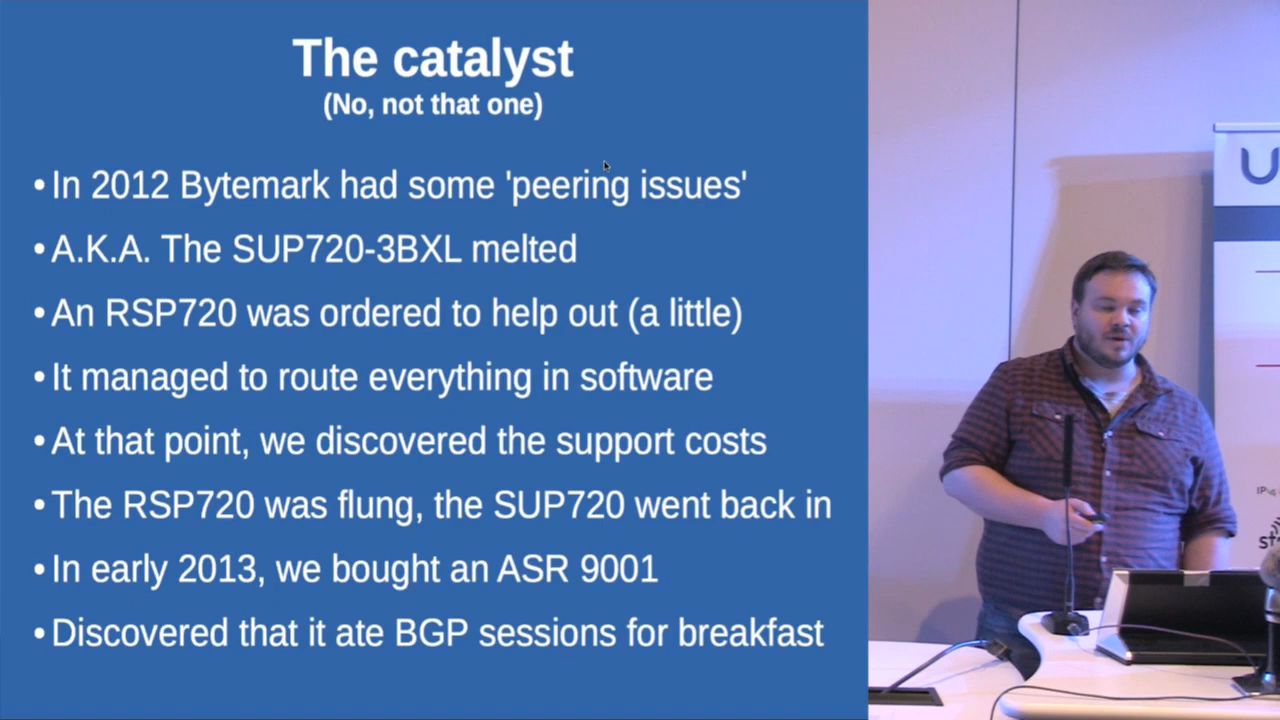 The catalyst
(No, not that one)
•In 2012 Bytemark had some 'peering issues'
•A.K.A. The SUP720-3BXL melted
•An RSP720 was ordered to help out (a little)
•It managed to route everything in software
•At that point, we discovered the support costs
•The RSP720 was flung, the SUP720 went back in
•In early 2013, we bought an ASR 9001
•Discovered that it ate BGP sessions for breakfast
U